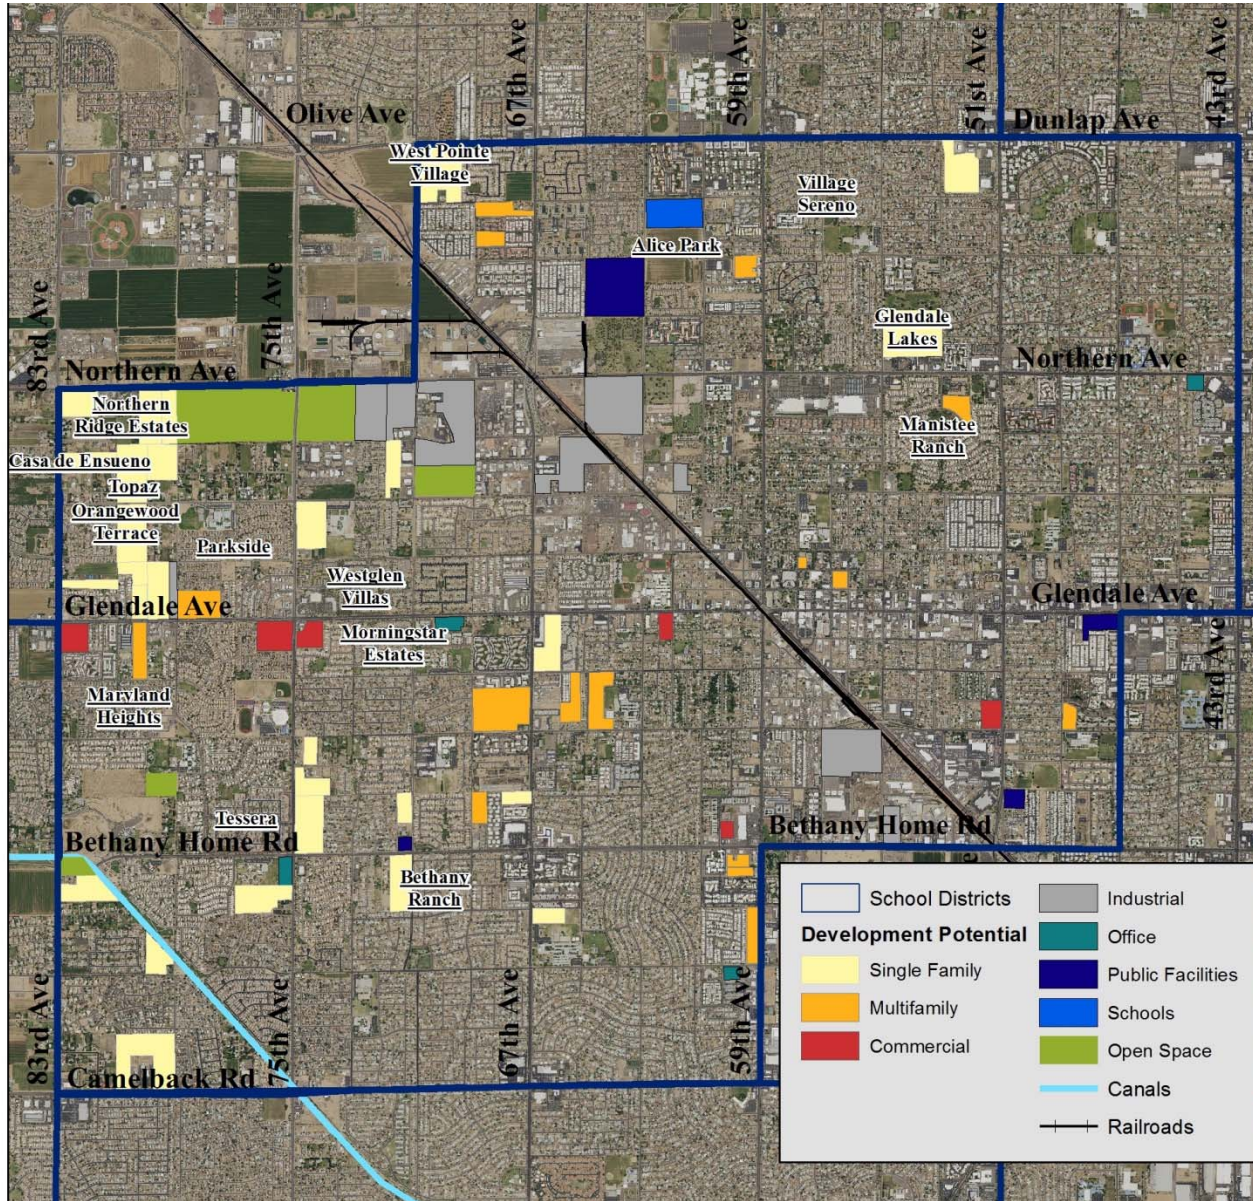 67th Ave
59th Ave
51st Ave
43rd Ave
Olive Ave
Dunlap Ave
West Pointe
Village
Village
Sereno
Alice Park
83rd Ave
75th Ave
Glendale
Lakes
Northern Ave
Northern Ave
Northern
Ridge Estates
Manistee
Ranch
Casa de Ensueno
Topaz
Orangewood
Terrace
Parkside
Westglen
Villas
Glendale Ave
Glendale Ave
Morningstar
Estates
43rd Ave
Maryland
Heights
Tessera
Bethany Home Rd
Bethany Home Rd
Bethany
Ranch
83rd Ave
75th Ave
67th Ave
59th Ave
Camelback Rd
School Districts
Development Potential
Single Family
Multifamily
Commercial
Industrial
Office
Public Facilities
Schools
Open Space
Canals
Railroads